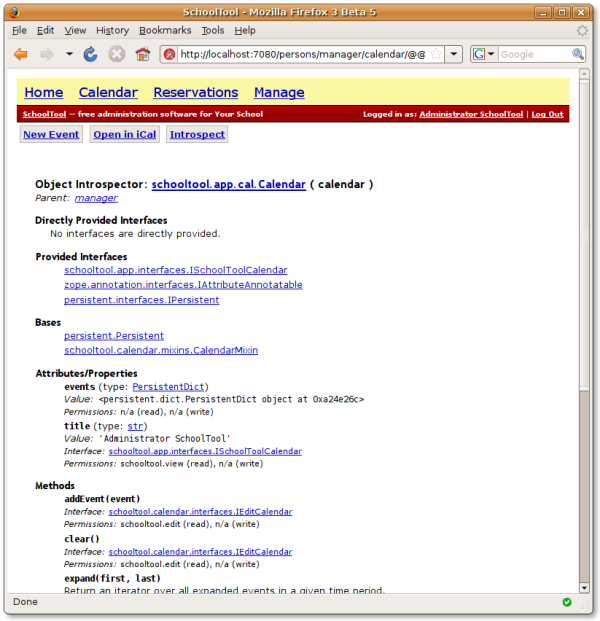 SchoolTool - Mozilla Firefox 3 Beta 5
File Edit View History Bookmarks Tools Help
http://localhost:7080/persons/manager/calendar/@@ G Google
Home Calendar Reservations Manage
SchoolTool — free administration software for Your School Logged in as: Administrator SchoolTool | Log Out
New Event Open in iCal Introspect
Object Introspector: schooltool.app.cal.Calendar ( calendar )
Parent: manager
Directly Provided Interfaces
No interfaces are directly provided.
Provided Interfaces
schooltool.app.interfaces.ISchoolToolCalendar
zope.annotation.interfaces.IAttributeAnnotatable
persistent.interfaces.IPersistent
Bases
persistent.Persistent
schooltool.calendar.mixins.CalendarMixin
Attributes/Properties
events (type: PersistentDict)
Value: <persistent.dict.PersistentDict object at 0xa24e26c>
Permissions: n/a (read), n/a (write)
title (type: str)
Value: 'Administrator SchoolTool'
Interface: schooltool.app.interfaces.ISchoolToolCalendar
Permissions: schooltool.view (read), n/a (write)
Methods
addEvent(event)
Interface: schooltool.calendar.interfaces.IEditCalendar
Permissions: schooltool.edit (read), n/a (write)
clear()
Interface: schooltool.calendar.interfaces.IEditCalendar
Permissions: schooltool.edit (read), n/a (write)
expand(first, last)
Return an iterator over all expanded events in a given time period.
Done